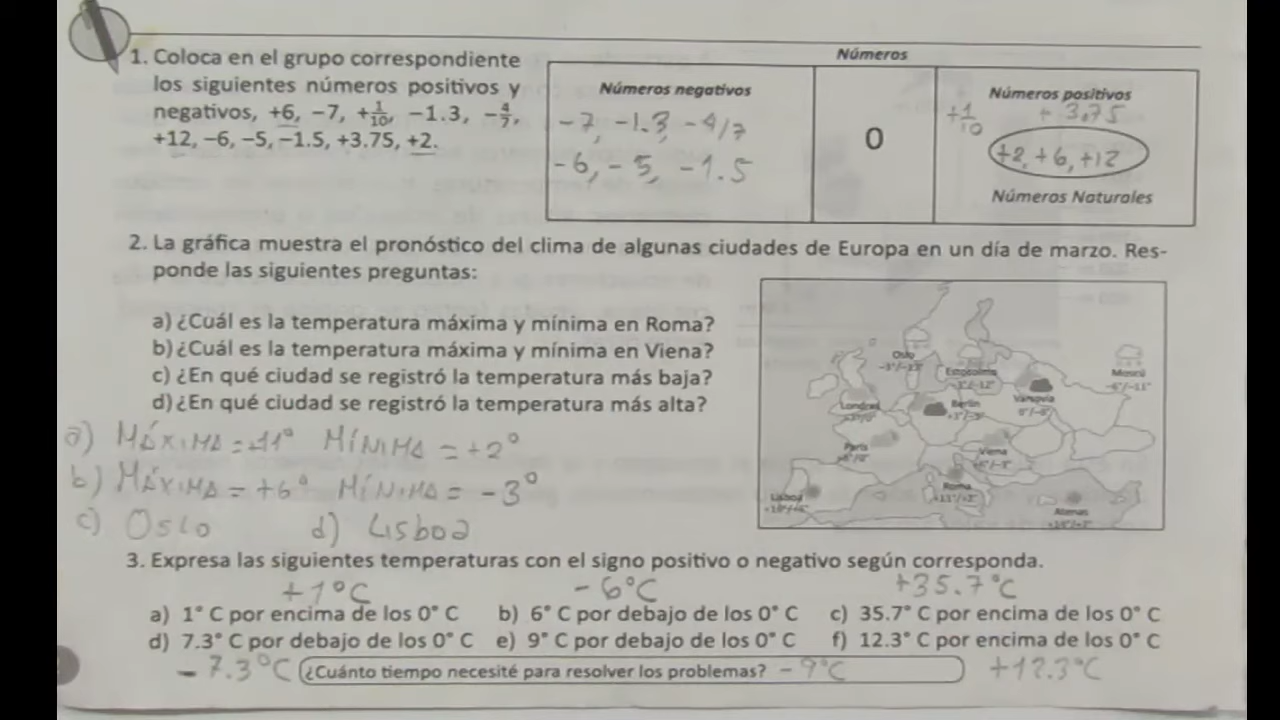 1. Coloca en el grupo correspondiente
los siguientes números positivos y
negativos, +6, −7, +1/10, −1.3, −4/7,
+12, −6, −5, −1.5, +3.75, +2.
Números
Números negativos
-7, -1.3, -4/7
-6, -5, -1.5
0
Números positivos
+1/10 +3.75
+2, +6, +12
Números Naturales
2. La gráfica muestra el pronóstico del clima de algunas ciudades de Europa en un día de marzo. Res-
ponde las siguientes preguntas:
a) ¿Cuál es la temperatura máxima y mínima en Roma?
b) ¿Cuál es la temperatura máxima y mínima en Viena?
c) ¿En qué ciudad se registró la temperatura más baja?
d) ¿En qué ciudad se registró la temperatura más alta?
Oslo
Estocolmo
Moscú
Londres
Berlín
Varsovia
París
Viena
Lisboa
Roma
Atenas
a) MÁXIMA = +11° MÍNIMA = +2°
b) MÁXIMA = +6° MÍNIMA = -3°
c) OSLO d) Lisboa
3. Expresa las siguientes temperaturas con el signo positivo o negativo según corresponda.
+1°C -6°C +35.7°C
a) 1° C por encima de los 0° C b) 6° C por debajo de los 0° C c) 35.7° C por encima de los 0° C
d) 7.3° C por debajo de los 0° C e) 9° C por debajo de los 0° C f) 12.3° C por encima de los 0° C
-7.3°C ¿Cuánto tiempo necesité para resolver los problemas? -9°C +12.3°C